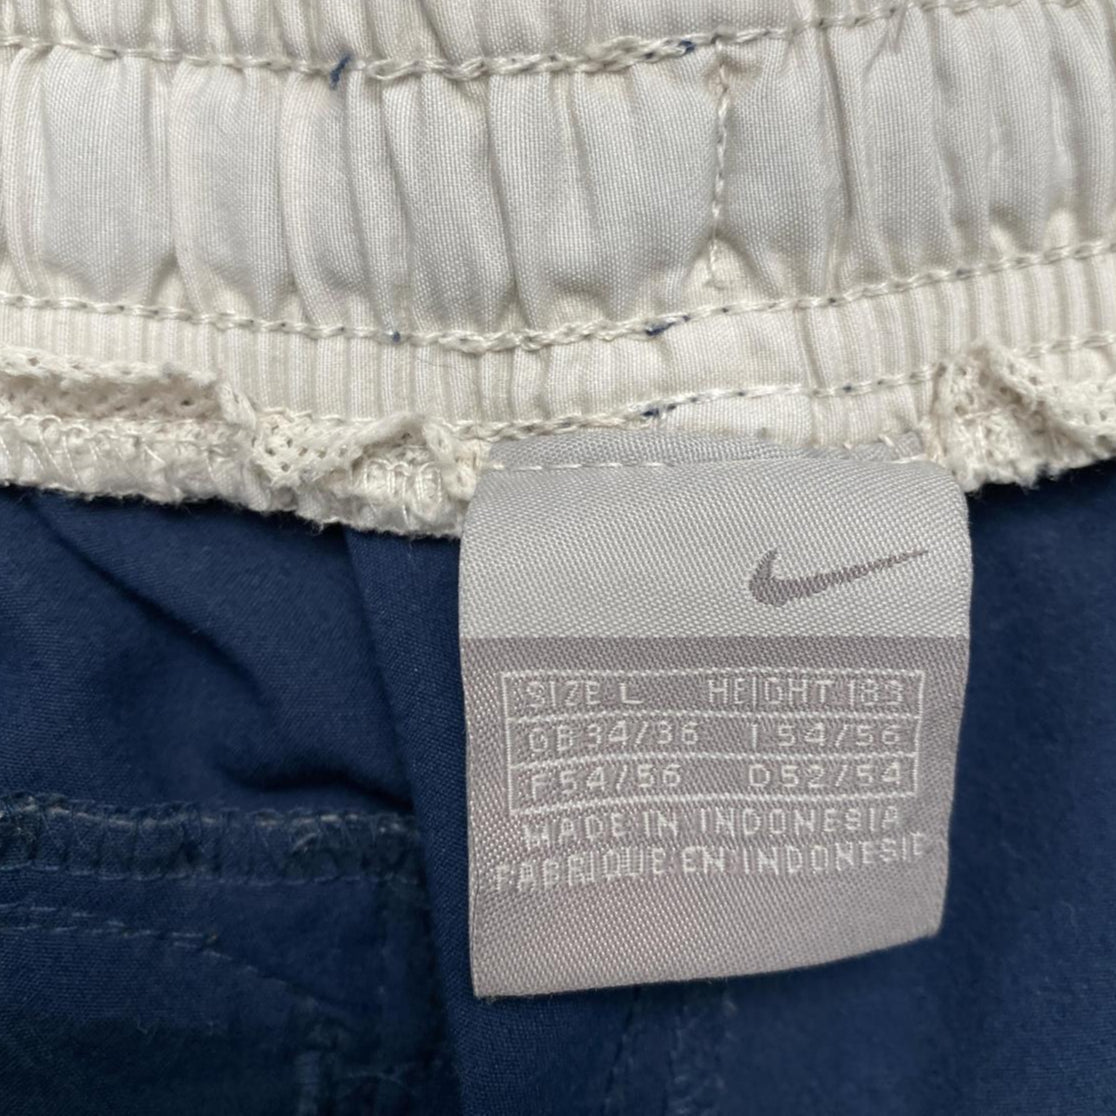 SIZE L HEIGHT 183
GB 34/36 I 54/56
F 54/56 D 52/54
MADE IN INDONESIA
FABRIQUE EN INDONESIE